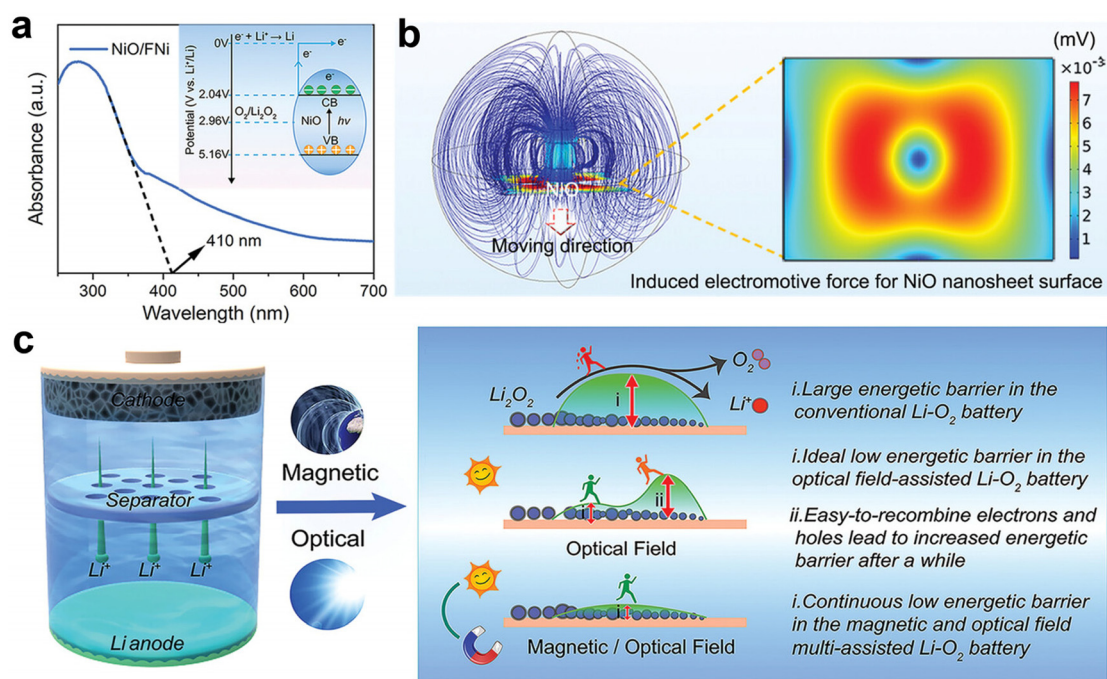 a
NiO/FNi
Absorbance (a.u.)
Potential (V vs. Li⁺/Li)
0V
e⁻ + Li⁺ → Li
e⁻
e⁻
e⁻
2.04V
CB
O₂/Li₂O₂
2.96V
NiO
hν
VB
5.16V
410 nm
300 400 500 600 700
Wavelength (nm)
b
NiO
Moving direction
(mV)
×10⁻³
7
6
5
4
3
2
1
Induced electromotive force for NiO nanosheet surface
c
Cathode
Separator
Li⁺ Li⁺ Li⁺
Li anode
Magnetic
Optical
Li₂O₂
i
O₂
Li⁺
i.Large energetic barrier in the
conventional Li-O₂ battery
i
ii
Optical Field
i.Ideal low energetic barrier in the
optical field-assisted Li-O₂ battery
ii.Easy-to-recombine electrons and
holes lead to increased energetic
barrier after a while
i
Magnetic / Optical Field
i.Continuous low energetic barrier
in the magnetic and optical field
multi-assisted Li-O₂ battery